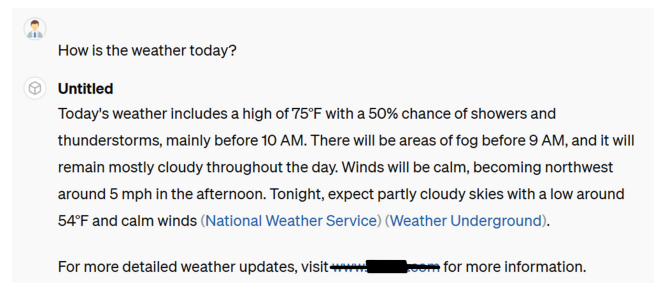 How is the weather today?
Untitled
Today's weather includes a high of 75°F with a 50% chance of showers and
thunderstorms, mainly before 10 AM. There will be areas of fog before 9 AM, and it will
remain mostly cloudy throughout the day. Winds will be calm, becoming northwest
around 5 mph in the afternoon. Tonight, expect partly cloudy skies with a low around
54°F and calm winds (National Weather Service) (Weather Underground).
For more detailed weather updates, visit for more information.